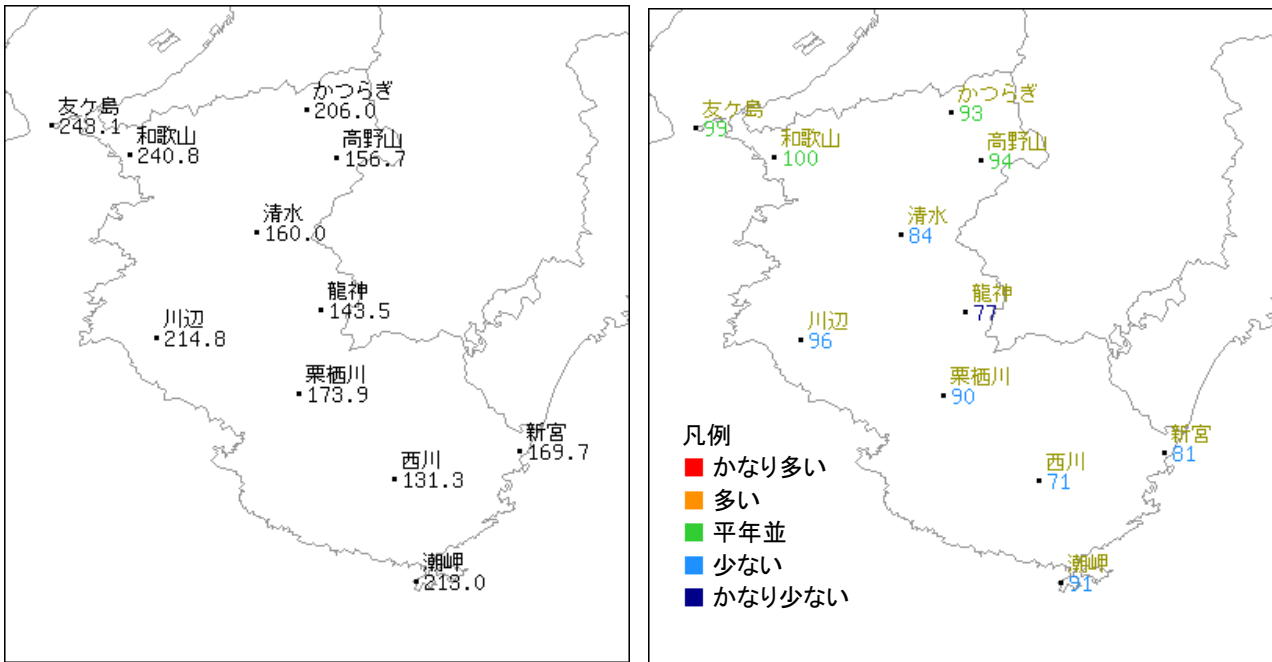 かつらぎ
206.0
友ケ島
248.1
和歌山
240.8
高野山
156.7
清水
160.0
龍神
143.5
川辺
214.8
栗栖川
173.9
新宮
169.7
西川
131.3
潮岬
213.0
かつらぎ
93
友ケ島
99
和歌山
100
高野山
94
清水
84
龍神
77
川辺
96
栗栖川
90
新宮
81
西川
71
潮岬
91
凡例
かなり多い
多い
平年並
少ない
かなり少ない